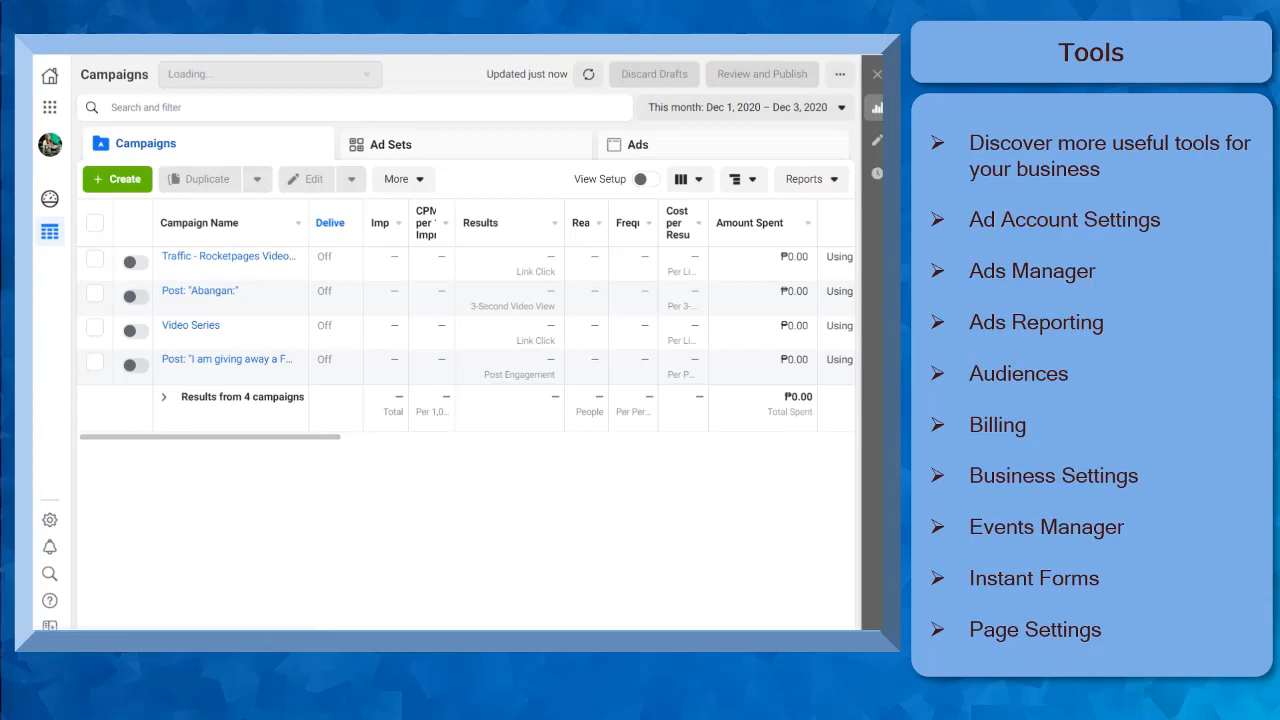 Campaigns
Loading...
Updated just now
Discard Drafts
Review and Publish
Search and filter
This month: Dec 1, 2020 – Dec 3, 2020
Campaigns
Ad Sets
Ads
+ Create
Duplicate
Edit
More
View Setup
Reports
Campaign Name
Delive
Imp
CPM
per
Impr
Results
Rea
Frequ
Cost
per
Resu
Amount Spent
Traffic - Rocketpages Video...
Off
—
—
—
—
—
—
₱0.00
Using
Link Click
Per Li...
Post: "Abangan:"
Off
—
—
—
—
—
—
₱0.00
Using
3-Second Video View
Per 3-...
Video Series
Off
—
—
—
—
—
—
₱0.00
Using
Link Click
Per Li...
Post: "I am giving away a F...
Off
—
—
—
—
—
—
₱0.00
Using
Post Engagement
Per P...
Results from 4 campaigns
—
—
—
—
—
—
₱0.00
Total
Per 1,0...
People
Per Per...
Total Spent
Tools
Discover more useful tools for
your business
Ad Account Settings
Ads Manager
Ads Reporting
Audiences
Billing
Business Settings
Events Manager
Instant Forms
Page Settings